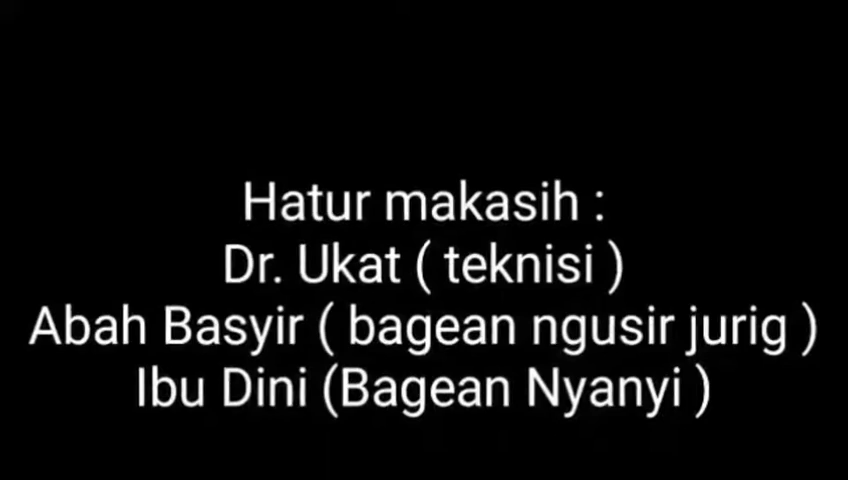 Hatur makasih :
Dr. Ukat ( teknisi )
Abah Basyir ( bagean ngusir jurig )
Ibu Dini (Bagean Nyanyi )